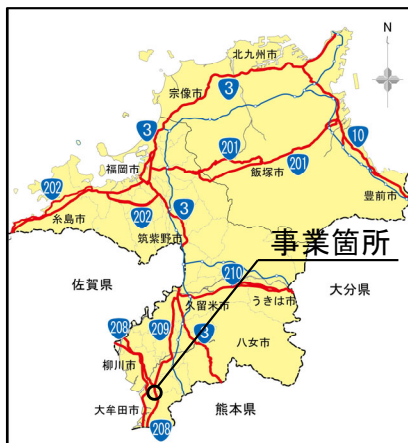 N
北九州市
宗像市
3
3
10
201
福岡市
201
飯塚市
202
豊前市
糸島市
202
3
筑紫野市
事業箇所
佐賀県
210
大分県
久留米市
うきは市
208
209
3
八女市
柳川市
大牟田市
熊本県
208